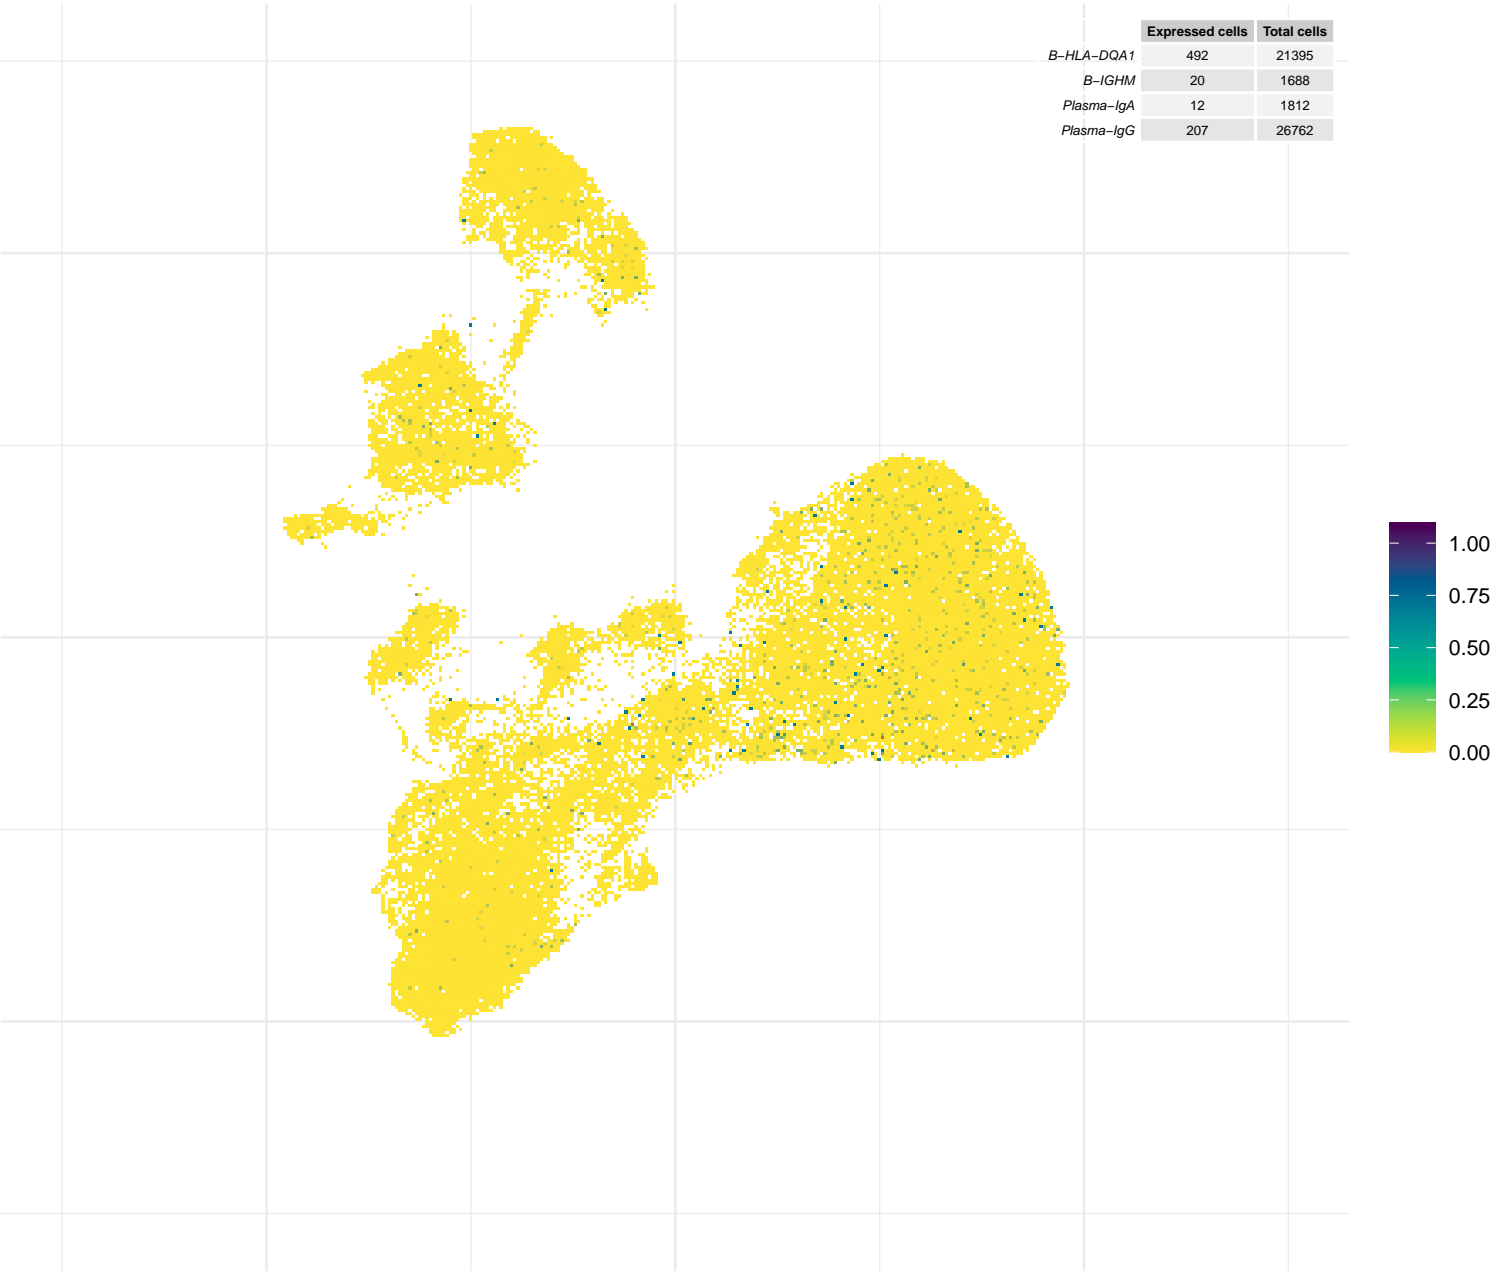 Expressed cells Total cells
B−HLA−DQA1 492 21395
B−IGHM 20 1688
Plasma−IgA 12 1812
Plasma−IgG 207 26762
1.00
0.75
0.50
0.25
0.00